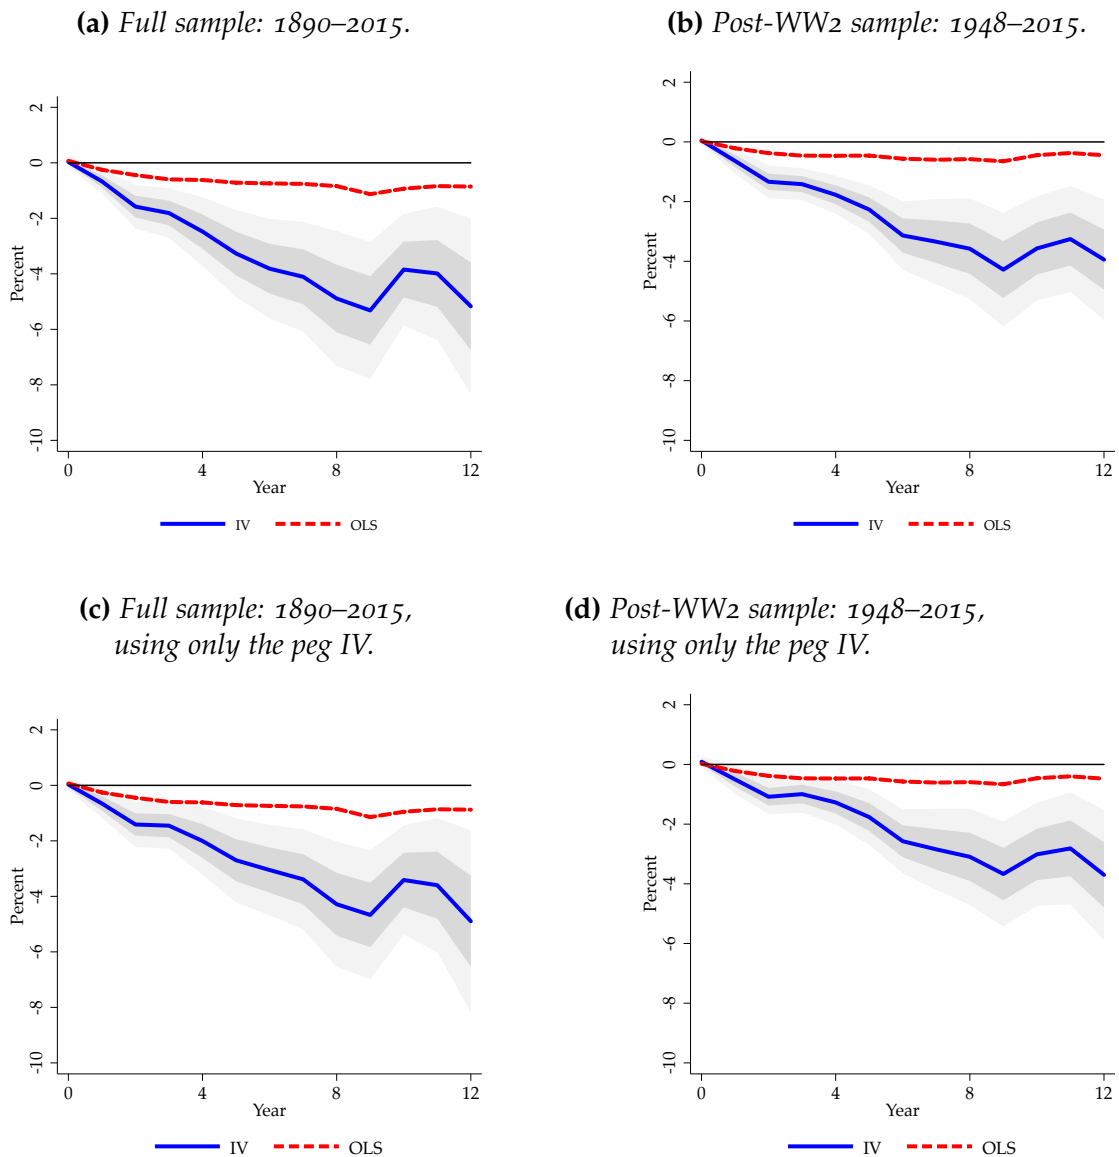 (a) Full sample: 1890–2015.
2
0
-2
-4
-6
-8
-10
Percent
0 4 8 12
Year
IV OLS
(b) Post-WW2 sample: 1948–2015.
2
0
-2
-4
-6
-8
-10
Percent
0 4 8 12
Year
IV OLS
(c) Full sample: 1890–2015,
using only the peg IV.
2
0
-2
-4
-6
-8
-10
Percent
0 4 8 12
Year
IV OLS
(d) Post-WW2 sample: 1948–2015,
using only the peg IV.
2
0
-2
-4
-6
-8
-10
Percent
0 4 8 12
Year
IV OLS